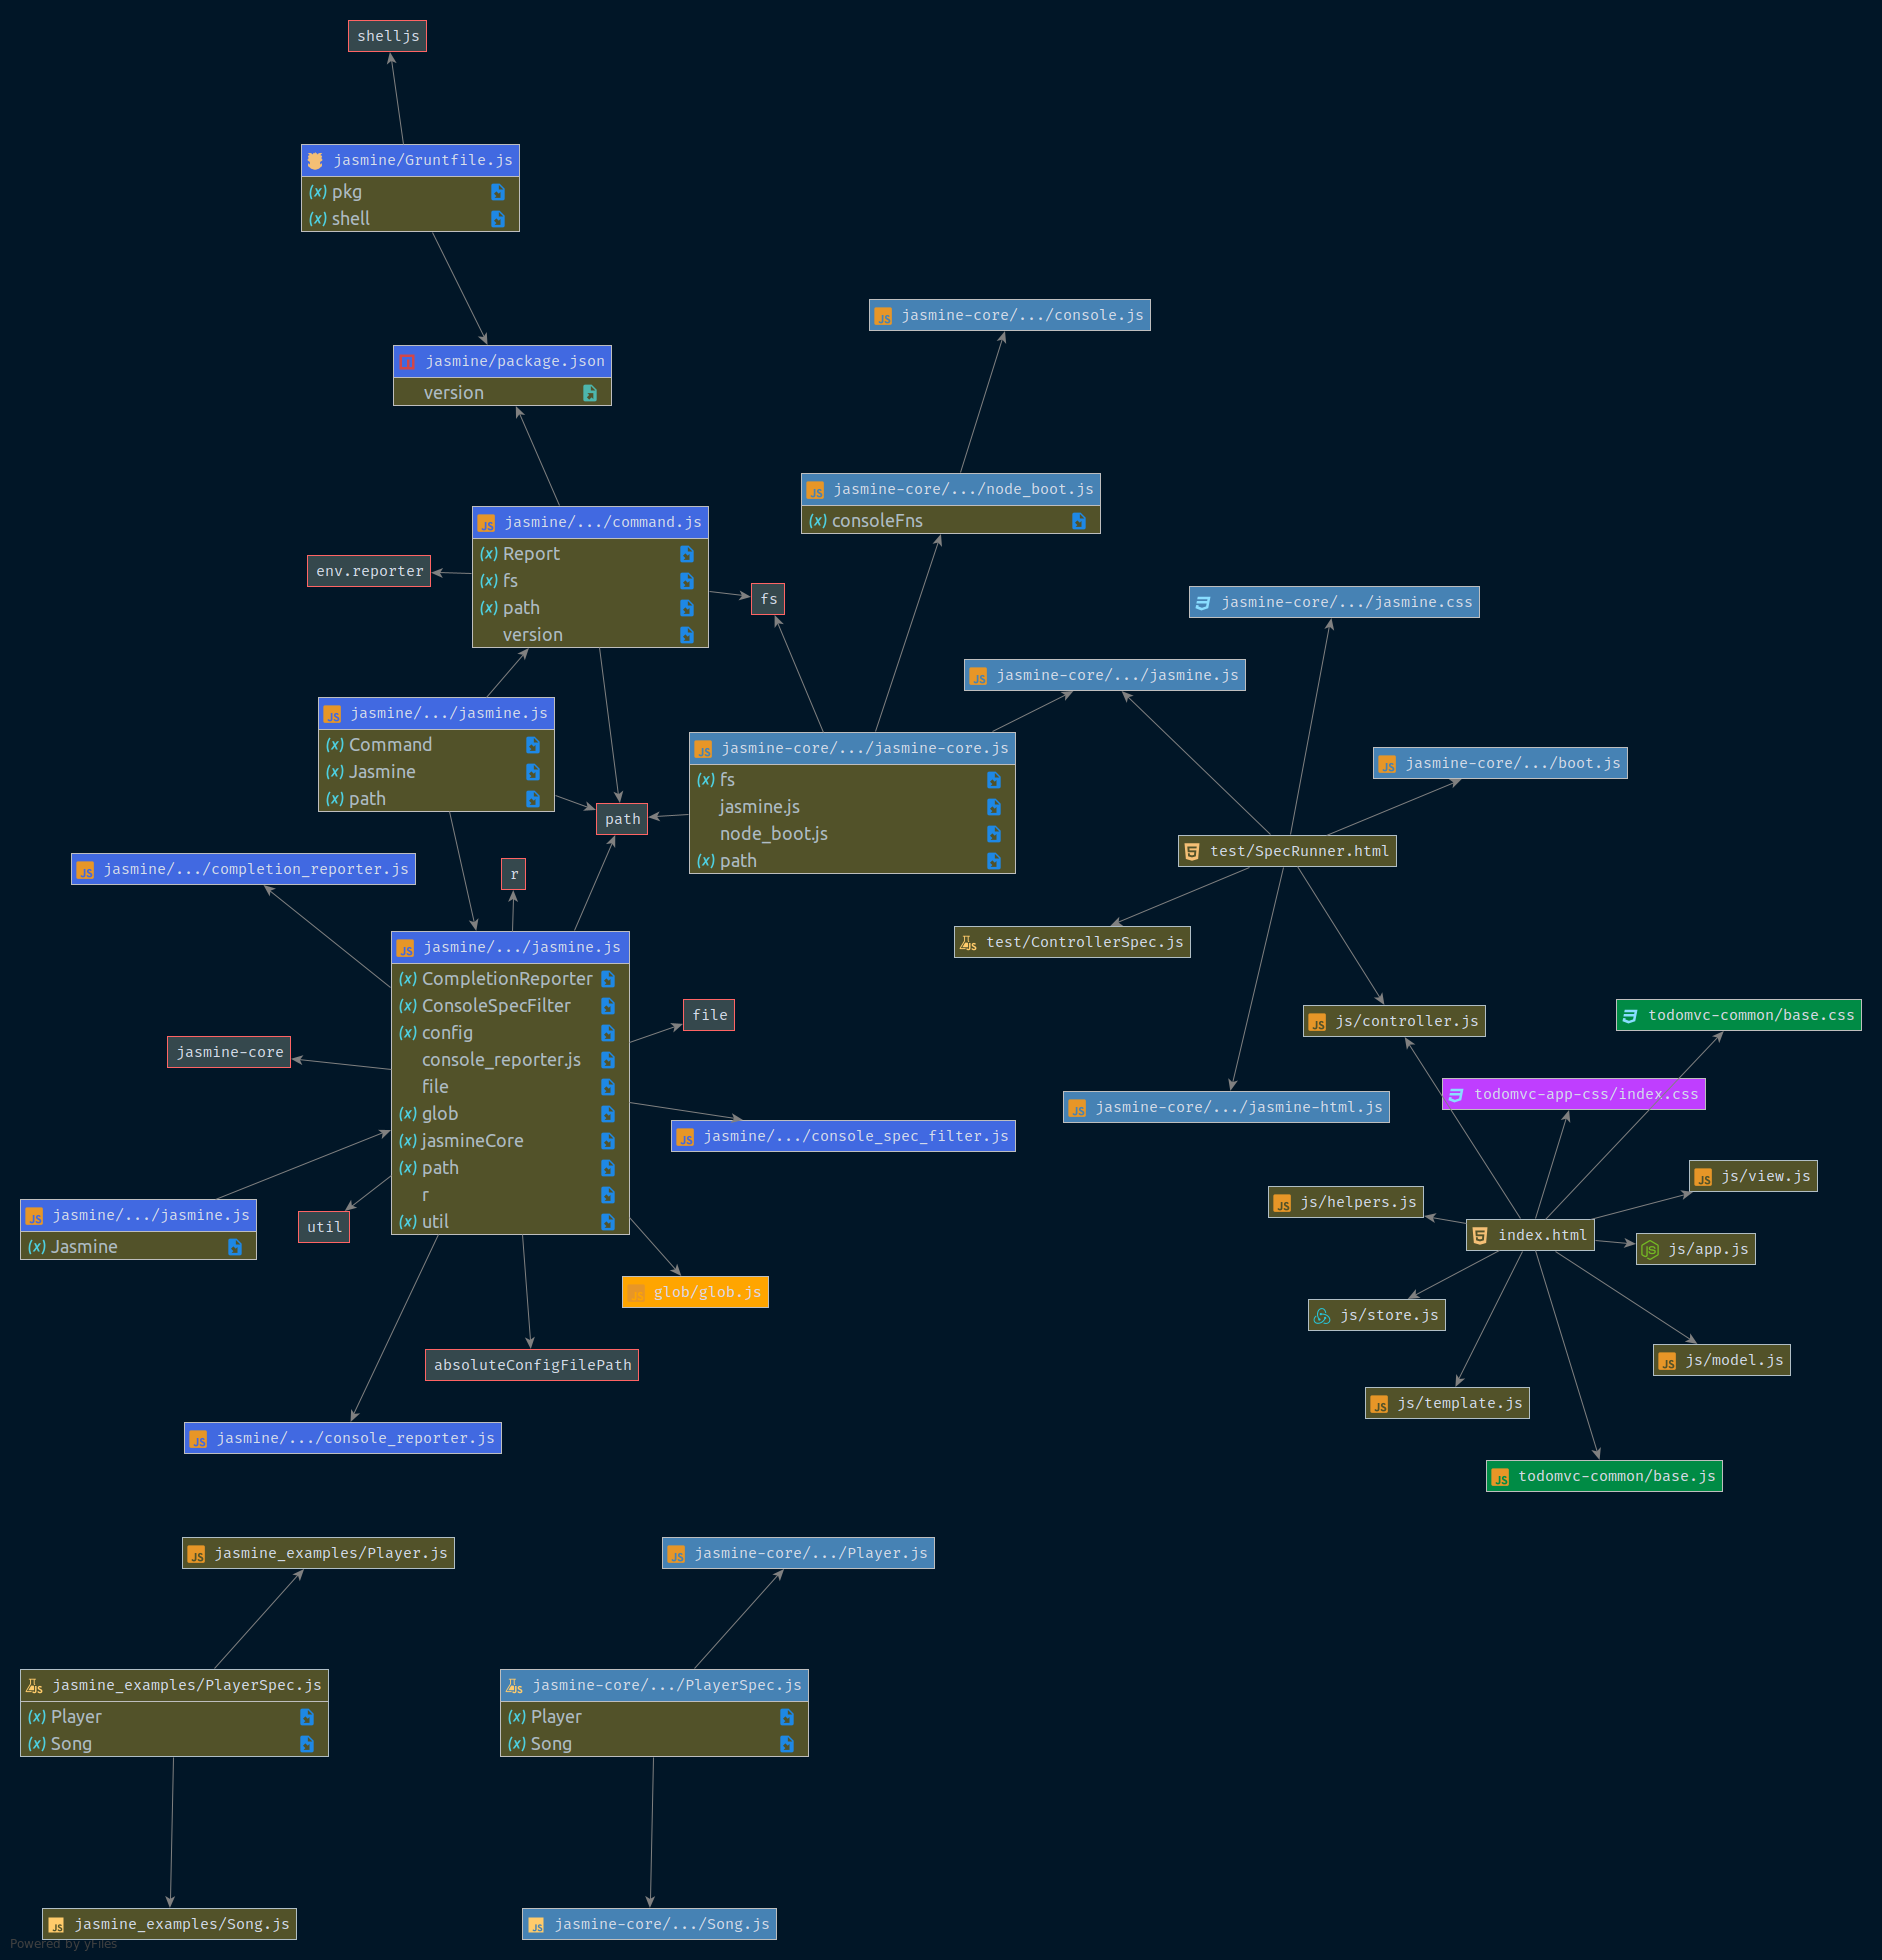 shelljs
jasmine/Gruntfile.js
(x) pkg
(x) shell
jasmine-core/.../console.js
jasmine/package.json
version
jasmine-core/.../node_boot.js
(x) consoleFns
jasmine/.../command.js
(x) Report
(x) fs
(x) path
version
env.reporter
fs
jasmine-core/.../jasmine.css
jasmine-core/.../jasmine.js
jasmine/.../jasmine.js
(x) Command
(x) Jasmine
(x) path
jasmine-core/.../jasmine-core.js
(x) fs
jasmine.js
node_boot.js
(x) path
jasmine-core/.../boot.js
path
test/SpecRunner.html
jasmine/.../completion_reporter.js
r
test/ControllerSpec.js
jasmine/.../jasmine.js
(x) CompletionReporter
(x) ConsoleSpecFilter
(x) config
console_reporter.js
file
(x) glob
(x) jasmineCore
(x) path
r
(x) util
file
js/controller.js
todomvc-common/base.css
jasmine-core
todomvc-app-css/index.css
jasmine-core/.../jasmine-html.js
jasmine/.../console_spec_filter.js
js/view.js
js/helpers.js
jasmine/.../jasmine.js
(x) Jasmine
util
index.html
js/app.js
glob/glob.js
js/store.js
js/model.js
absoluteConfigFilePath
js/template.js
jasmine/.../console_reporter.js
todomvc-common/base.js
jasmine_examples/Player.js
jasmine-core/.../Player.js
jasmine_examples/PlayerSpec.js
(x) Player
(x) Song
jasmine-core/.../PlayerSpec.js
(x) Player
(x) Song
jasmine_examples/Song.js
jasmine-core/.../Song.js
Powered by yFiles